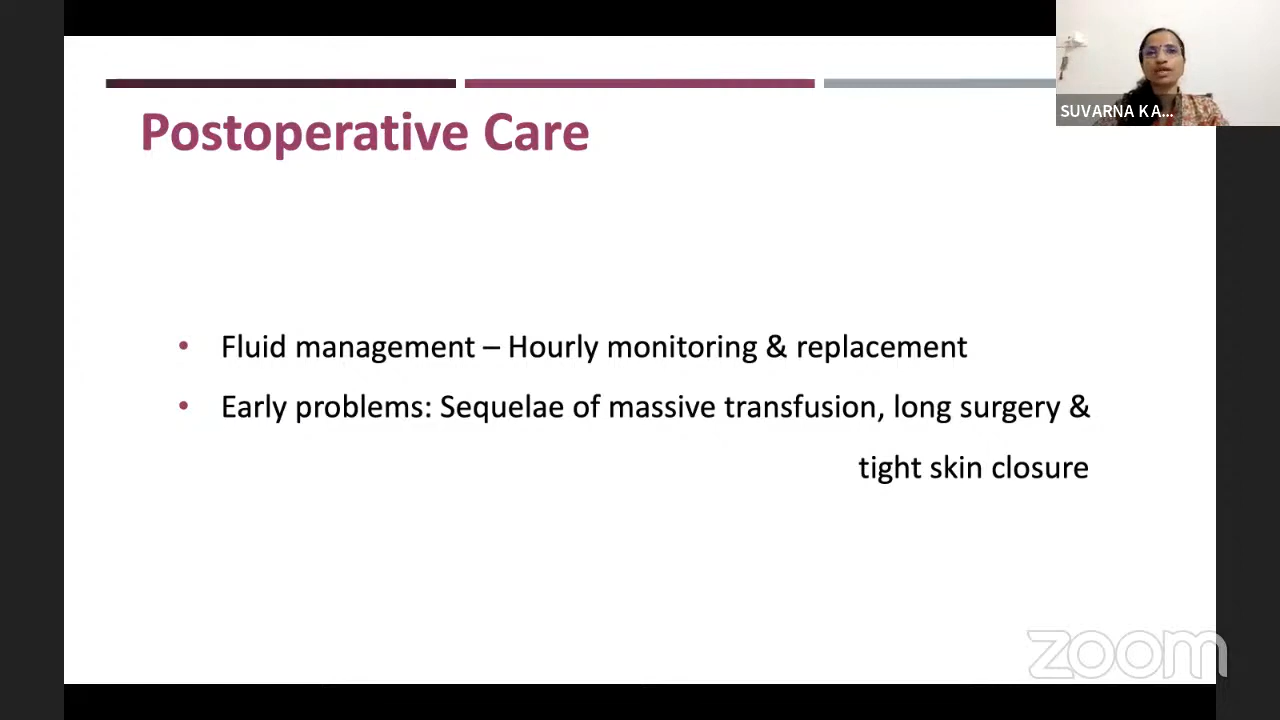 SUVARNA K A...
Postoperative Care
• Fluid management – Hourly monitoring & replacement
• Early problems: Sequelae of massive transfusion, long surgery &
tight skin closure
zoom